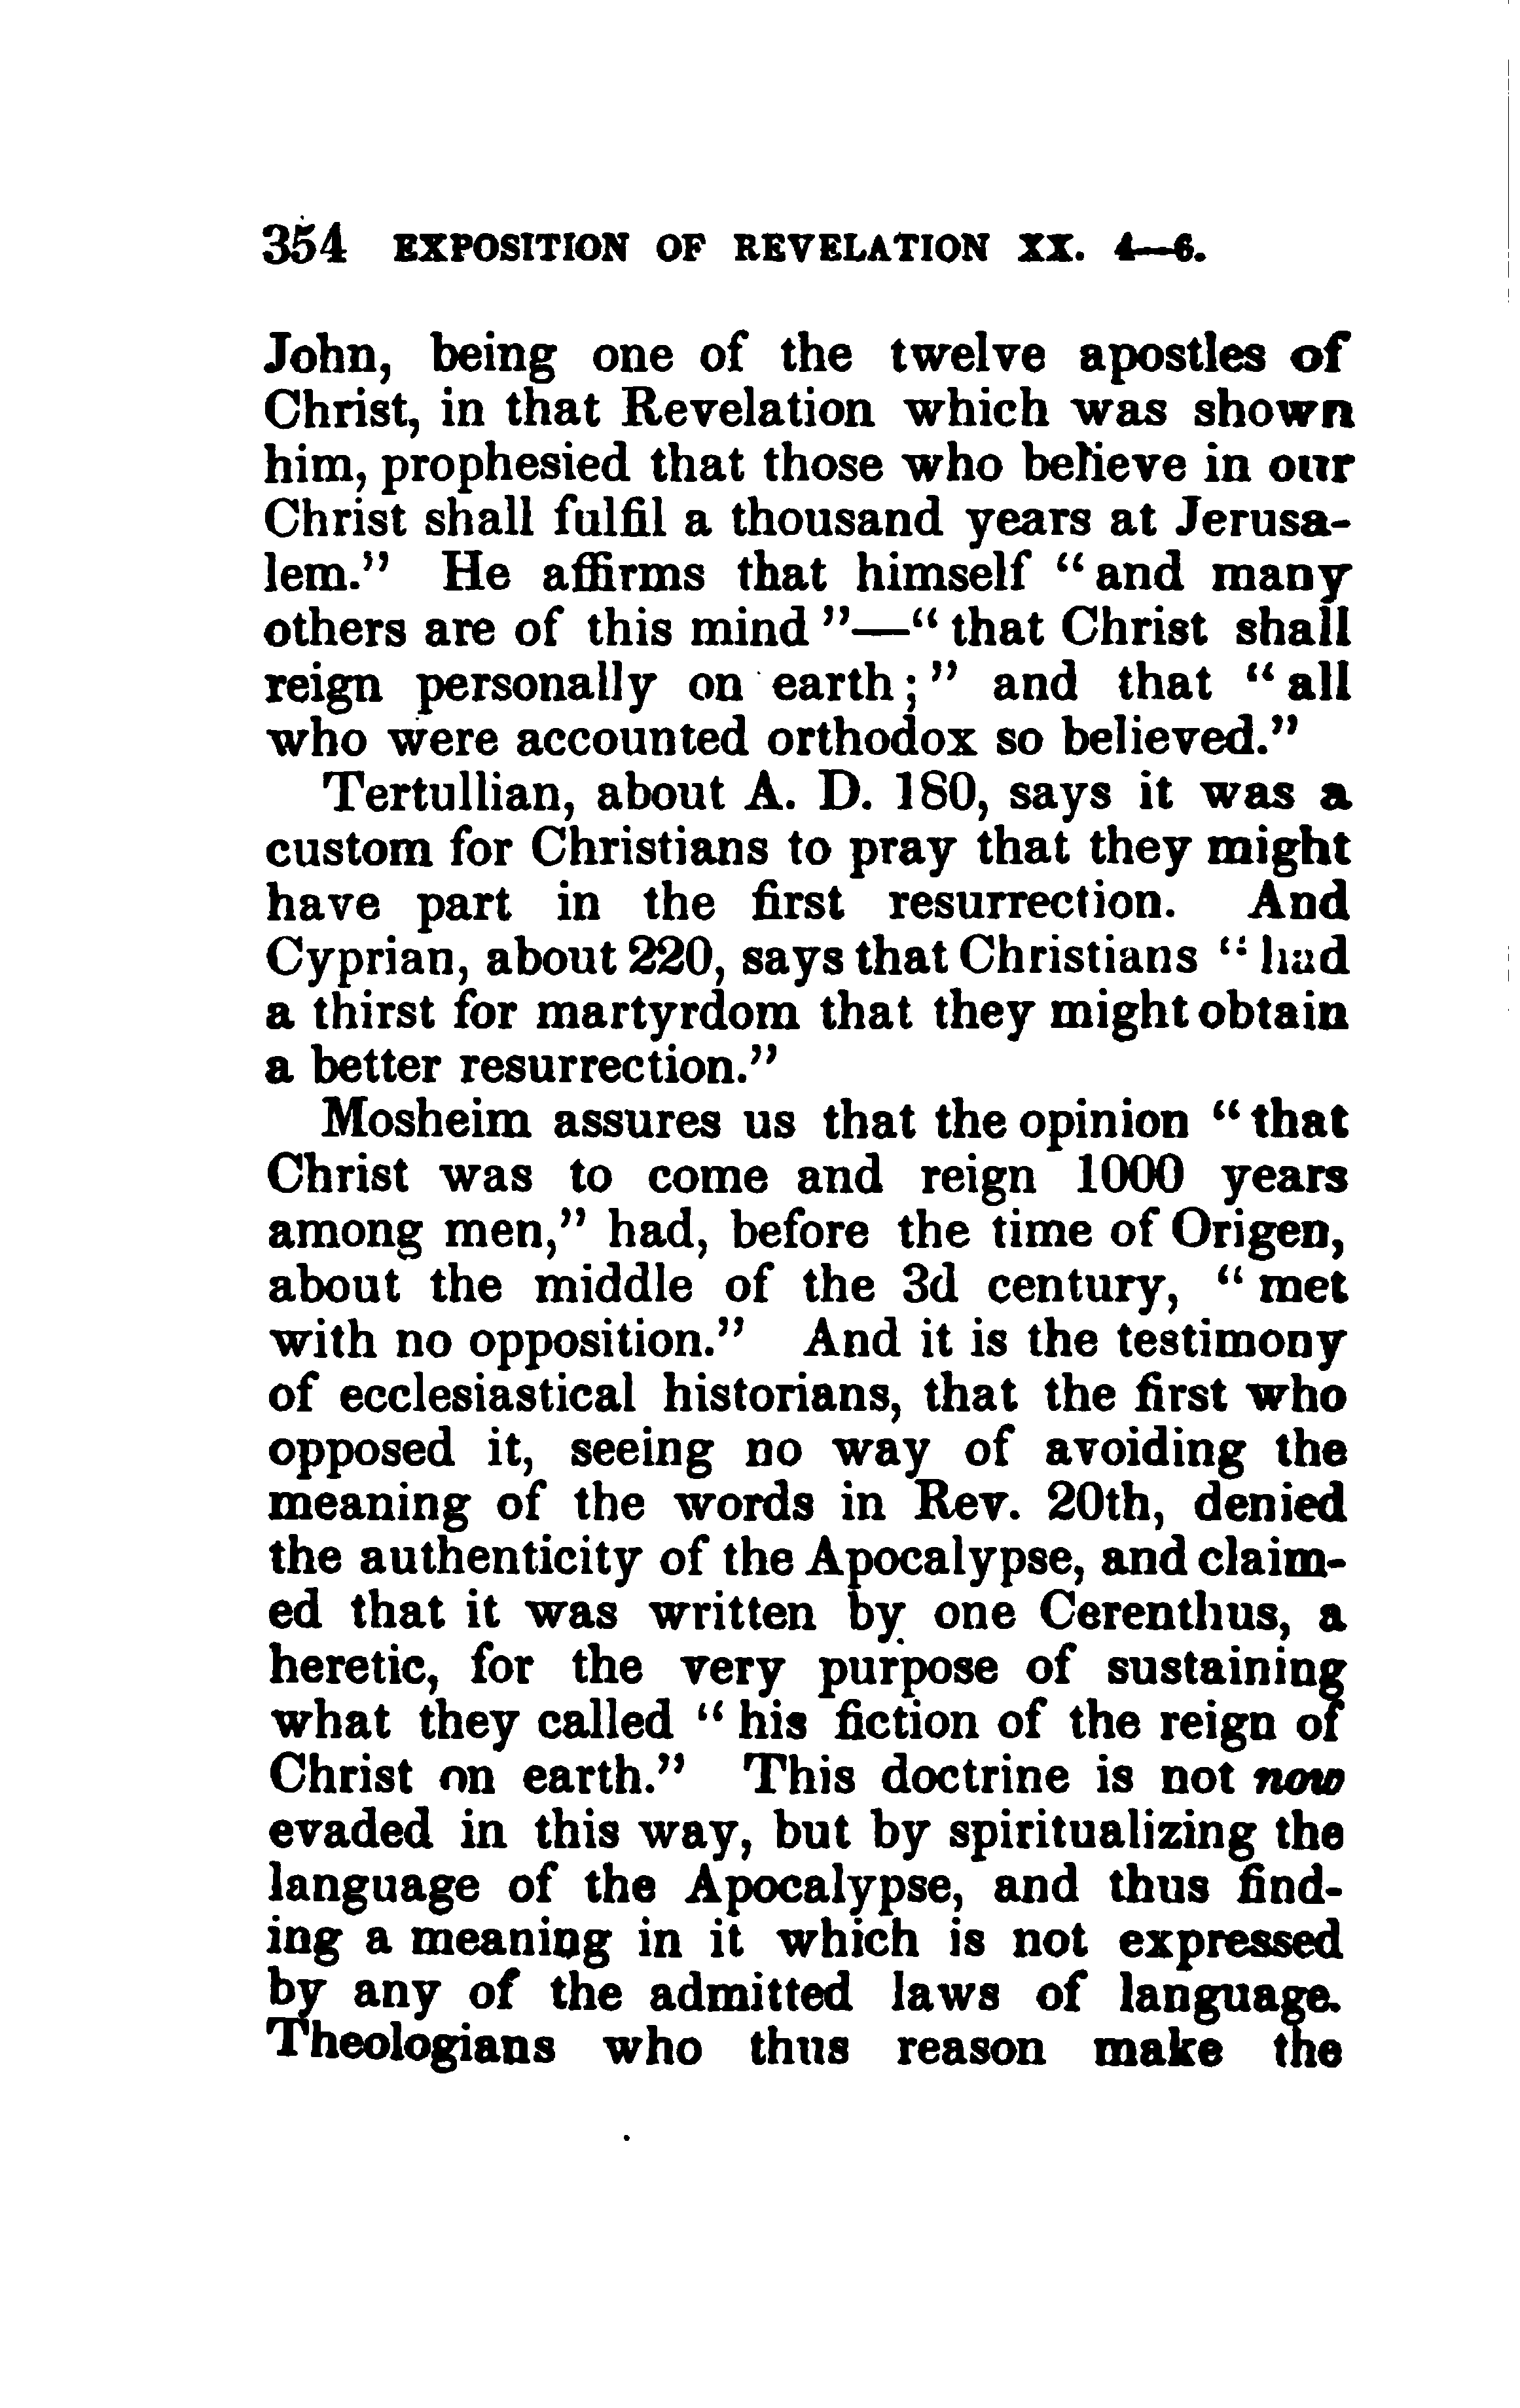 354 EXPOSITION OF REVELATION XX. 4—6.
John, being one of the twelve apostles of
Christ, in that Revelation which was shown
him, prophesied that those who believe in our
Christ shall fulfil a thousand years at Jerusa-
lem.” He affirms that himself “ and many
others are of this mind ”—“ that Christ shall
reign personally on earth ; ” and that “ all
who were accounted orthodox so believed.”
Tertullian, about A. D. 180, says it was a
custom for Christians to pray that they might
have part in the first resurrection. And
Cyprian, about 220, says that Christians “ had
a thirst for martyrdom that they might obtain
a better resurrection.”
Mosheim assures us that the opinion “ that
Christ was to come and reign 1000 years
among men,” had, before the time of Origen,
about the middle of the 3d century, “ met
with no opposition.” And it is the testimony
of ecclesiastical historians, that the first who
opposed it, seeing no way of avoiding the
meaning of the words in Rev. 20th, denied
the authenticity of the Apocalypse, and claim-
ed that it was written by one Cerenthus, a
heretic, for the very purpose of sustaining
what they called “ his fiction of the reign of
Christ on earth.” This doctrine is not now
evaded in this way, but by spiritualizing the
language of the Apocalypse, and thus find-
ing a meaning in it which is not expressed
by any of the admitted laws of language.
Theologians who thus reason make the